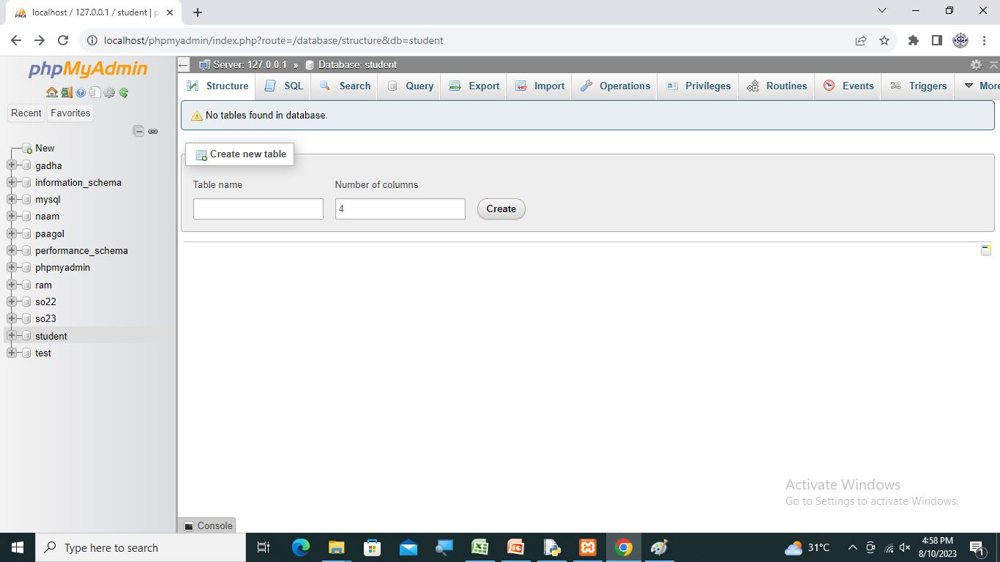 localhost / 127.0.0.1 / student | p
localhost/phpmyadmin/index.php?route=/database/structure&db=student
phpMyAdmin
Recent Favorites
New
gadha
information_schema
mysql
naam
paagol
performance_schema
phpmyadmin
ram
so22
so23
student
test
Server: 127.0.0.1 » Database: student
Structure SQL Search Query Export Import Operations Privileges Routines Events Triggers More
No tables found in database.
Create new table
Table name Number of columns
4 Create
Activate Windows
Go to Settings to activate Windows.
Console
Type here to search
31°C
4:58 PM
8/10/2023
1